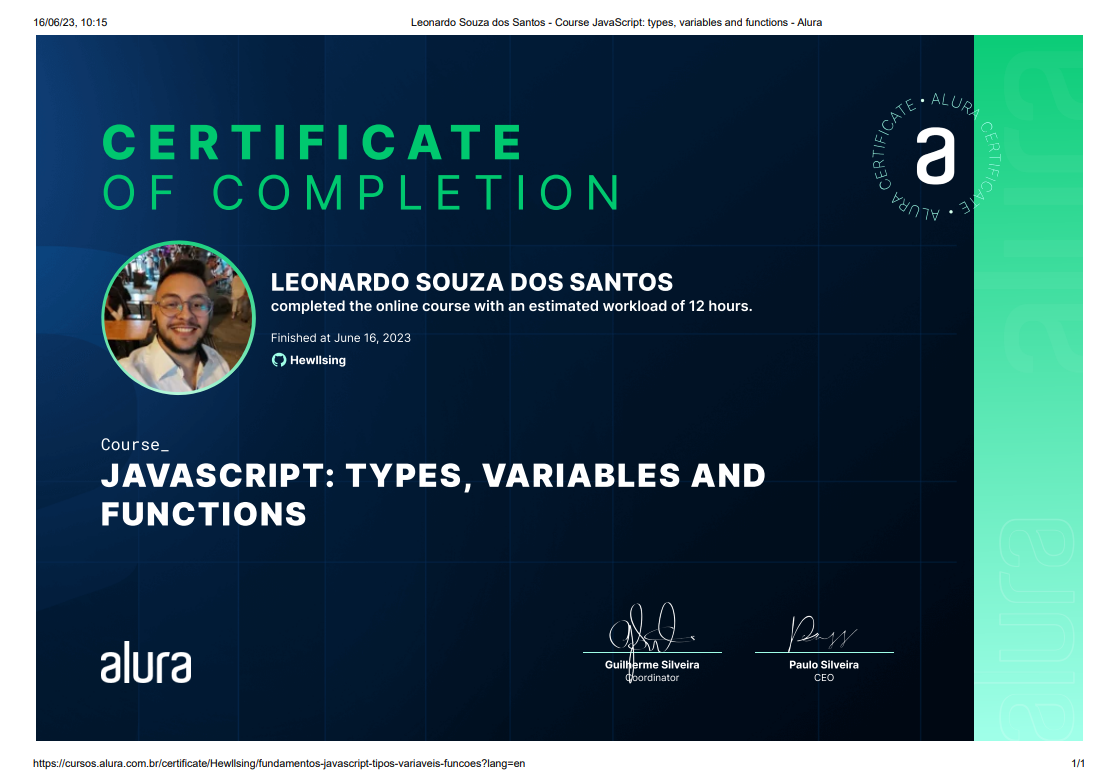 16/06/23, 10:15
Leonardo Souza dos Santos - Course JavaScript: types, variables and functions - Alura
CERTIFICATE
OF COMPLETION
ALURA CERTIFICATE • ALURA CERTIFICATE • ALURA CERTIFICATE •
a
LEONARDO SOUZA DOS SANTOS
completed the online course with an estimated workload of 12 hours.
Finished at June 16, 2023
Hewllsing
Course_
JAVASCRIPT: TYPES, VARIABLES AND
FUNCTIONS
alura
Guilherme Silveira
Coordinator
Paulo Silveira
CEO
alura
alura
https://cursos.alura.com.br/certificate/Hewllsing/fundamentos-javascript-tipos-variaveis-funcoes?lang=en
1/1